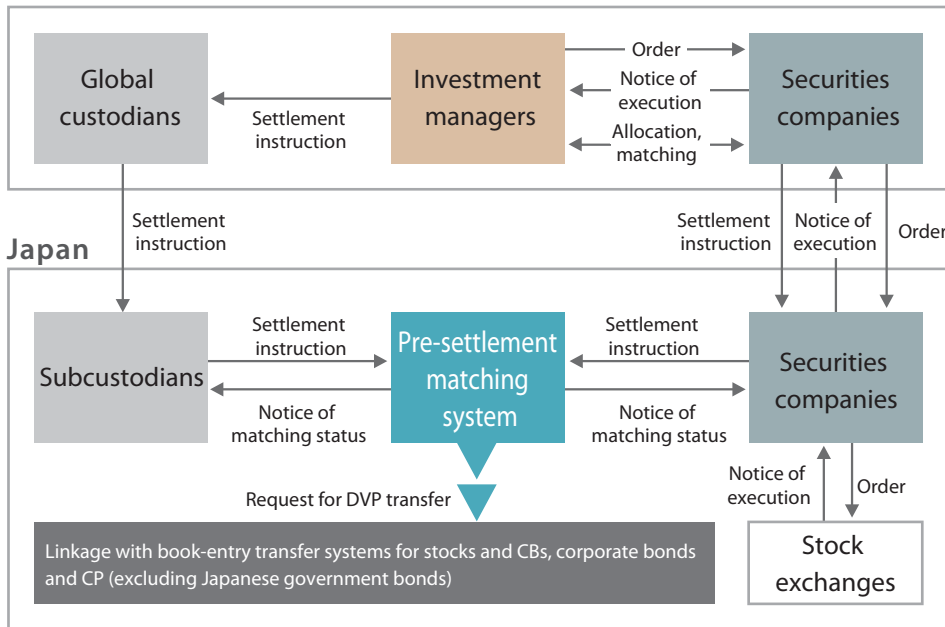 Global
custodians
Settlement
instruction
Investment
managers
Order
Notice of
execution
Allocation,
matching
Securities
companies
Settlement
instruction
Settlement
instruction
Notice of
execution
Order
Japan
Subcustodians
Settlement
instruction
Notice of
matching status
Pre-settlement
matching
system
Settlement
instruction
Notice of
matching status
Securities
companies
Request for DVP transfer
Notice of
execution
Order
Linkage with book-entry transfer systems for stocks and CBs, corporate bonds
and CP (excluding Japanese government bonds)
Stock
exchanges